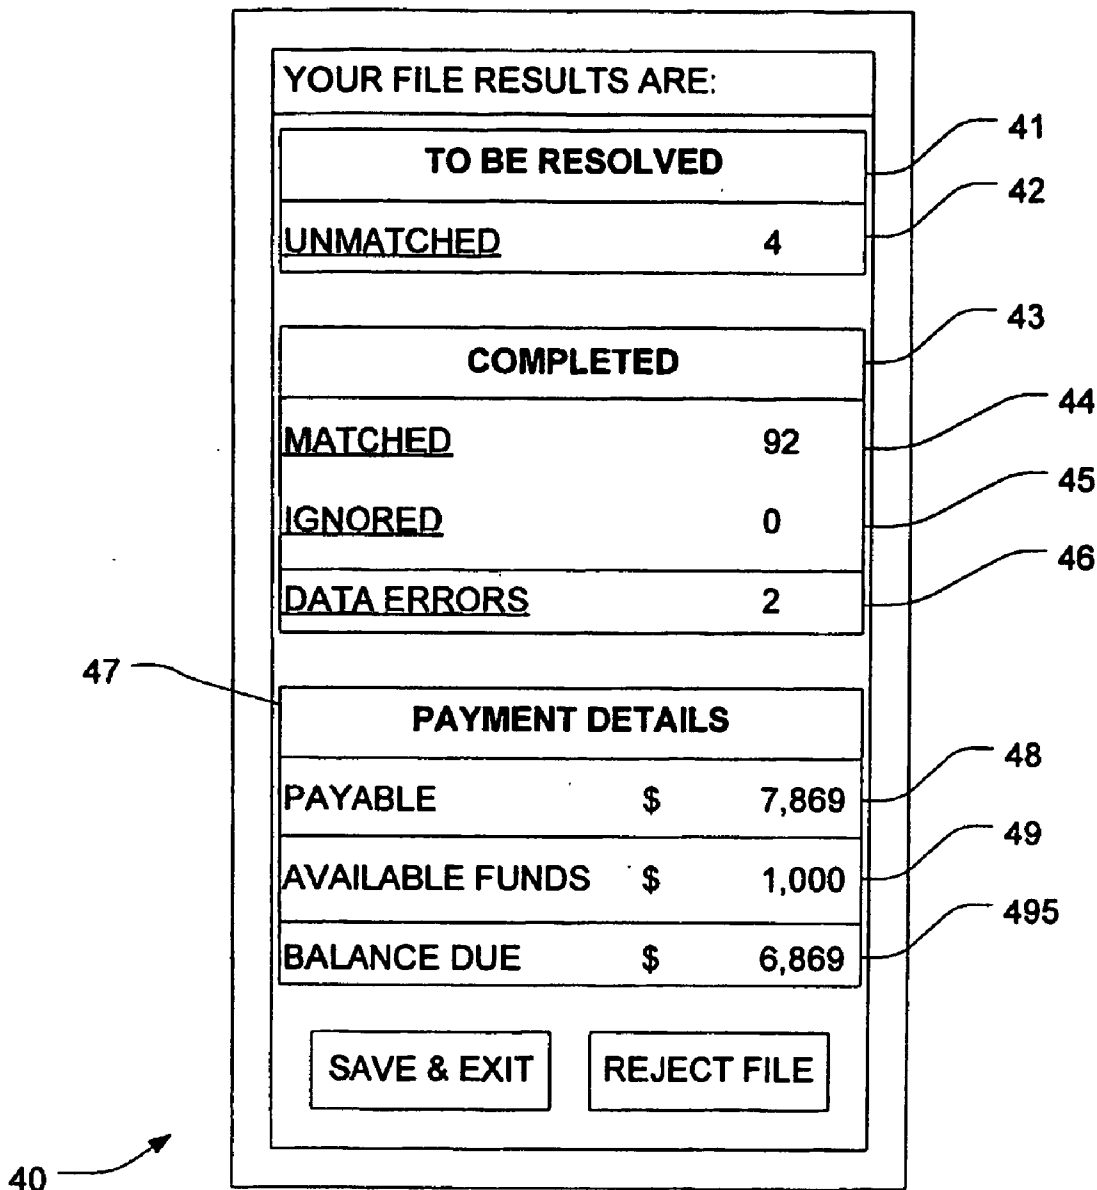 YOUR FILE RESULTS ARE:
TO BE RESOLVED
41
UNMATCHED 4
42
COMPLETED
43
MATCHED 92
44
IGNORED 0
45
DATA ERRORS 2
46
47
PAYMENT DETAILS
PAYABLE $ 7,869
48
AVAILABLE FUNDS $ 1,000
49
BALANCE DUE $ 6,869
495
SAVE & EXIT REJECT FILE
40